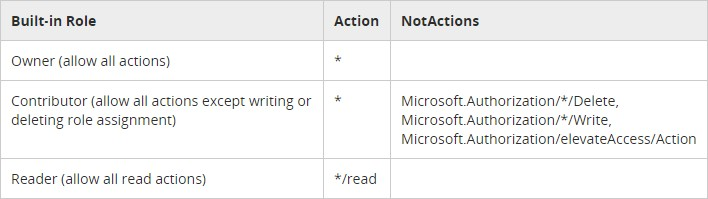 Built-in Role Action NotActions
Owner (allow all actions) *
Contributor (allow all actions except writing or * Microsoft.Authorization/*/Delete,
deleting role assignment) Microsoft.Authorization/*/Write,
Microsoft.Authorization/elevateAccess/Action
Reader (allow all read actions) */read